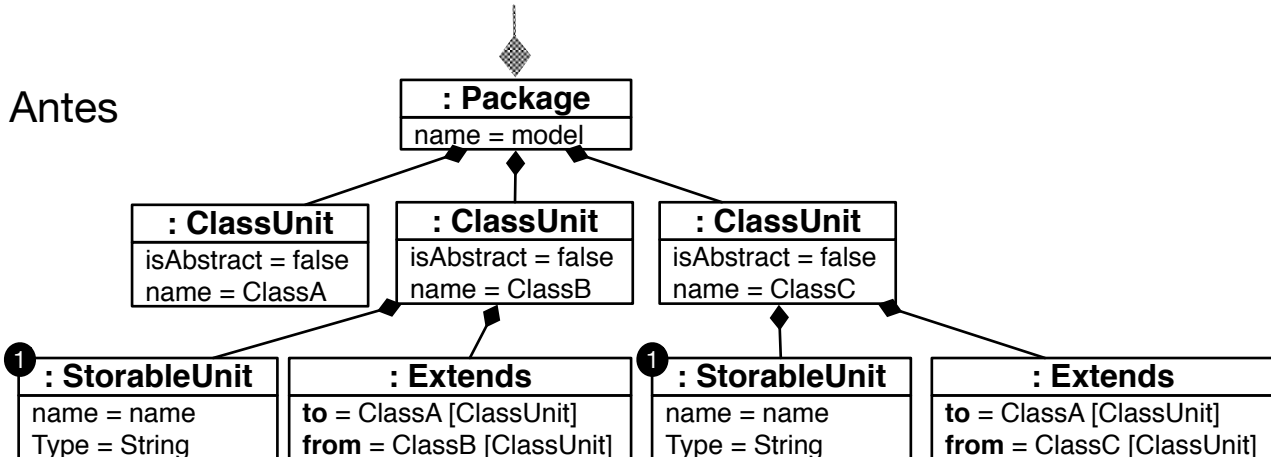 Antes
: Package
name = model
: ClassUnit
isAbstract = false
name = ClassA
: ClassUnit
isAbstract = false
name = ClassB
: ClassUnit
isAbstract = false
name = ClassC
1
: StorableUnit
name = name
Type = String
: Extends
to = ClassA [ClassUnit]
from = ClassB [ClassUnit]
1
: StorableUnit
name = name
Type = String
: Extends
to = ClassA [ClassUnit]
from = ClassC [ClassUnit]